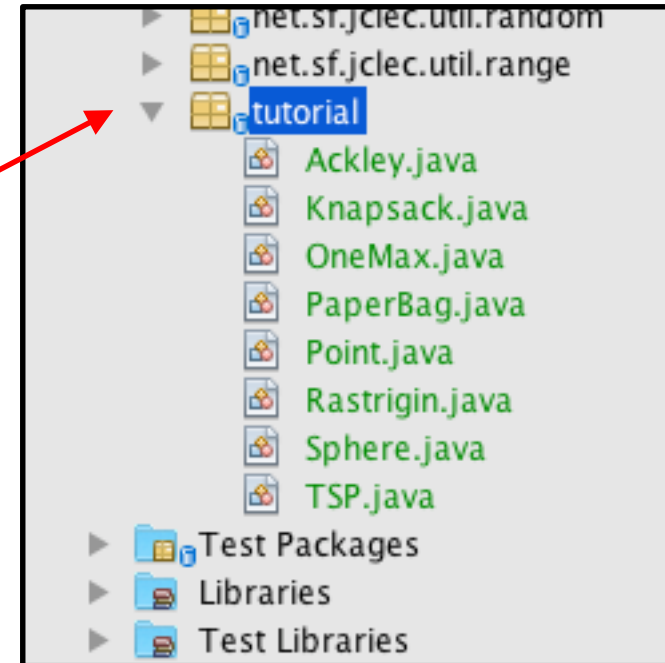 net.sf.jclec.util.random
net.sf.jclec.util.range
tutorial
Ackley.java
Knapsack.java
OneMax.java
PaperBag.java
Point.java
Rastrigin.java
Sphere.java
TSP.java
Test Packages
Libraries
Test Libraries